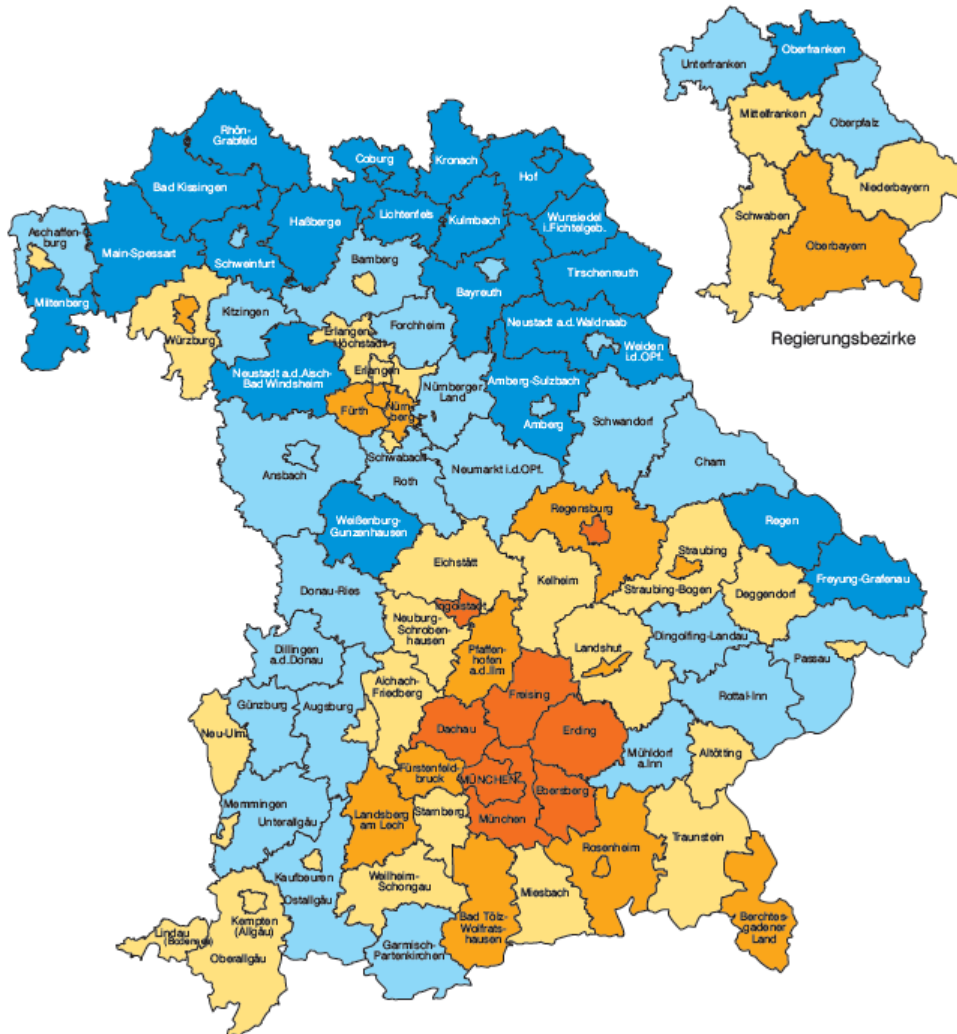 Oberfranken
Unterfranken
Mittelfranken
Oberpfalz
Niederbayern
Schwaben
Oberbayern
Regierungsbezirke
Rhön-
Grabfeld
Coburg
Kronach
Hof
Bad Kissingen
Haßberge
Lichtenfels
Kulmbach
Wunsiedel
i.Fichtelgeb.
Aschaffen-
burg
Main-Spessart
Schweinfurt
Bamberg
Bayreuth
Tirschenreuth
Miltenberg
Würzburg
Kitzingen
Forchheim
Neustadt a.d.Waldnaab
Erlangen-
Höchstadt
Weiden
i.d.OPf.
Neustadt a.d.Aisch-
Bad Windsheim
Erlangen
Nürnberger
Land
Amberg-Sulzbach
Fürth
Nürn-
berg
Amberg
Schwandorf
Ansbach
Schwabach
Roth
Neumarkt i.d.OPf.
Cham
Weißenburg-
Gunzenhausen
Regensburg
Regen
Eichstätt
Kelheim
Straubing
Freyung-Grafenau
Donau-Ries
Straubing-Bogen
Deggendorf
Ingolstadt
Neuburg-
Schroben-
hausen
Dillingen
a.d.Donau
Pfaffen-
hofen
a.d.Ilm
Landshut
Dingolfing-Landau
Passau
Aichach-
Friedberg
Günzburg
Augsburg
Freising
Rottal-Inn
Neu-Ulm
Dachau
Erding
Mühldorf
a.Inn
Altötting
Fürstenfeld-
bruck
MÜNCHEN
Ebersberg
Memmingen
Unterallgäu
Landsberg
am Lech
Starnberg
München
Rosenheim
Traunstein
Kaufbeuren
Ostallgäu
Weilheim-
Schongau
Miesbach
Bad Tölz-
Wolfrats-
hausen
Berchtes-
gadener
Land
Kempten
(Allgäu)
Lindau
(Bodensee)
Oberallgäu
Garmisch-
Partenkirchen